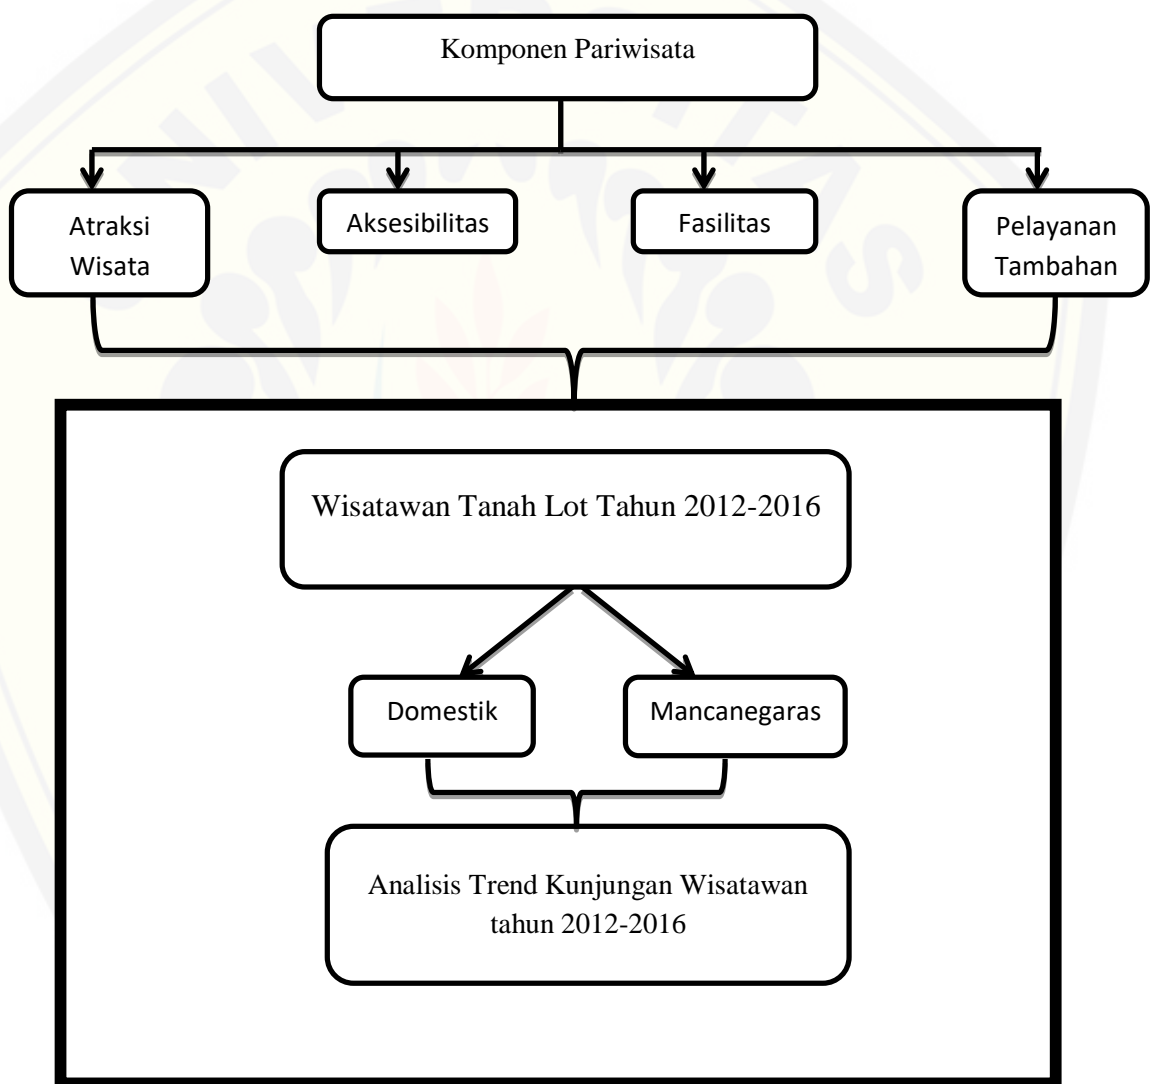 UNIVERSITAS
Komponen Pariwisata
Atraksi
Wisata
Aksesibilitas
Fasilitas
Pelayanan
Tambahan
Wisatawan Tanah Lot Tahun 2012-2016
Domestik
Mancanegaras
Analisis Trend Kunjungan Wisatawan
tahun 2012-2016